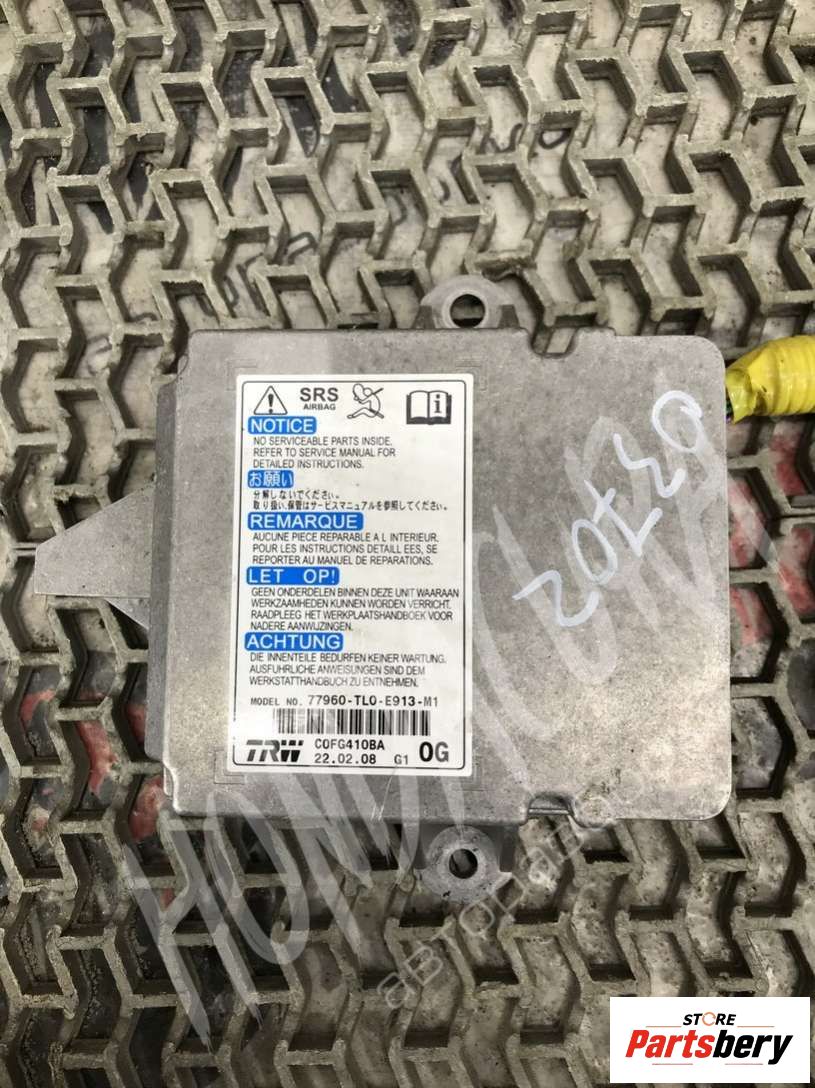 SRS
AIRBAG
NOTICE
NO SERVICEABLE PARTS INSIDE.
REFER TO SERVICE MANUAL FOR
DETAILED INSTRUCTIONS.
お願い
分解しないでください。
取り扱い、保管はサービスマニュアルを参照してください。
REMARQUE
AUCUNE PIECE REPARABLE A L INTERIEUR.
POUR LES INSTRUCTIONS DETAILL EES, SE
REPORTER AU MANUEL DE REPARATIONS.
LET OP!
GEEN ONDERDELEN BINNEN DEZE UNIT WAARAAN
WERKZAAMHEDEN KUNNEN WORDEN VERRICHT.
RAADPLEEG HET WERKPLAATSHANDBOEK VOOR
NADERE AANWIJZINGEN.
ACHTUNG
DIE INNENTEILE BEDURFEN KEINER WARTUNG.
AUSFUHRLICHE ANWEISUNGEN SIND DEM
WERKSTATTHANDBUCH ZU ENTNEHMEN.
MODEL NO. 77960-TL0-E913-M1
TRW C0FG410BA
22.02.08 G1 0G
03702
STORE
Partsbery